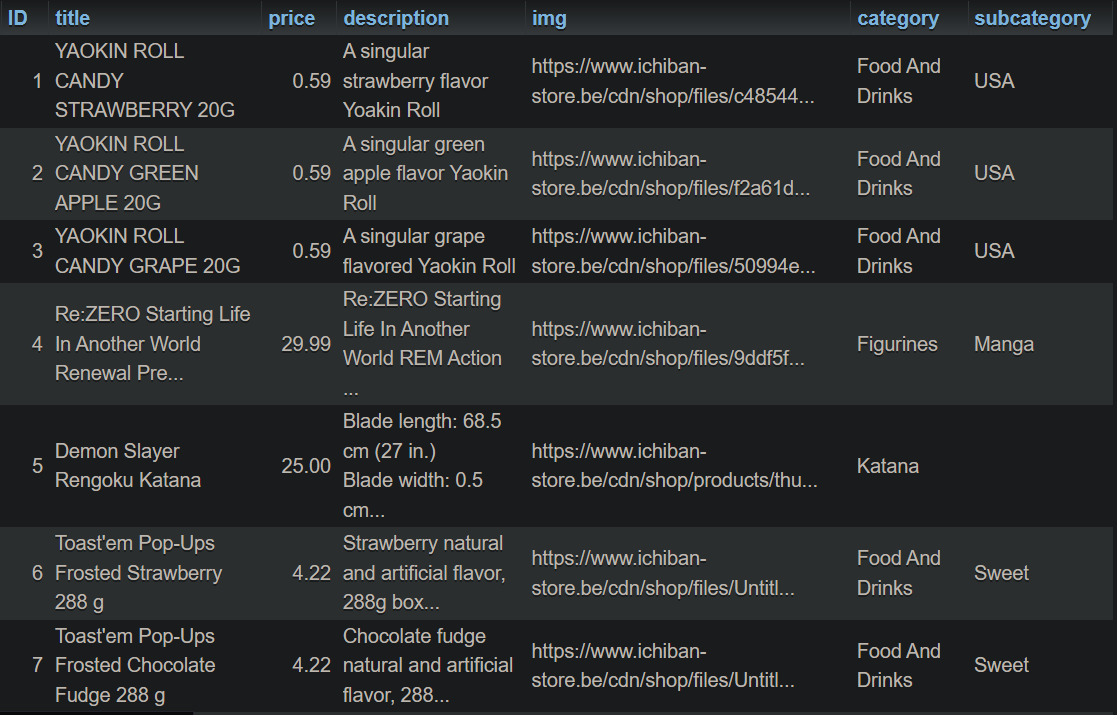 ID title price description img category subcategory
1 YAOKIN ROLL CANDY STRAWBERRY 20G 0.59 A singular strawberry flavor Yoakin Roll https://www.ichiban-store.be/cdn/shop/files/c48544... Food And Drinks USA
2 YAOKIN ROLL CANDY GREEN APPLE 20G 0.59 A singular green apple flavor Yaokin Roll https://www.ichiban-store.be/cdn/shop/files/f2a61d... Food And Drinks USA
3 YAOKIN ROLL CANDY GRAPE 20G 0.59 A singular grape flavored Yaokin Roll https://www.ichiban-store.be/cdn/shop/files/50994e... Food And Drinks USA
4 Re:ZERO Starting Life In Another World Renewal Pre... 29.99 Re:ZERO Starting Life In Another World REM Action ... https://www.ichiban-store.be/cdn/shop/files/9ddf5f... Figurines Manga
5 Demon Slayer Rengoku Katana 25.00 Blade length: 68.5 cm (27 in.) Blade width: 0.5 cm... https://www.ichiban-store.be/cdn/shop/products/thu... Katana
6 Toast'em Pop-Ups Frosted Strawberry 288 g 4.22 Strawberry natural and artificial flavor, 288g box... https://www.ichiban-store.be/cdn/shop/files/Untitl... Food And Drinks Sweet
7 Toast'em Pop-Ups Frosted Chocolate Fudge 288 g 4.22 Chocolate fudge natural and artificial flavor, 288... https://www.ichiban-store.be/cdn/shop/files/Untitl... Food And Drinks Sweet